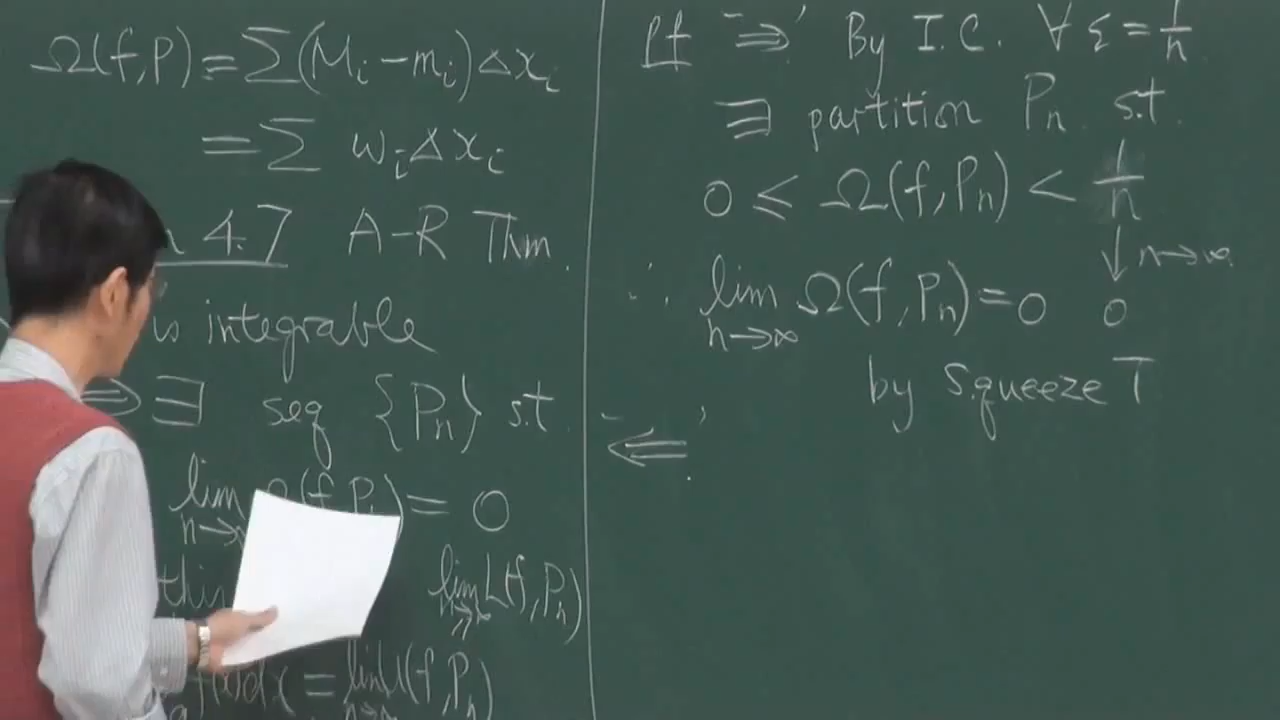 Ω(f,P) = Σ(Mᵢ-mᵢ)Δxᵢ
= Σ wᵢΔxᵢ
4.7 A-R Thm.
is integrable
⇒ ∃ seq {Pₙ} s.t.
lim Ω(f,Pₙ) = 0
n→∞
lim L(f,Pₙ)
n→∞
f(x)dx = lim U(f,Pₙ)
n→∞
Pf "⇒" By I.C. ∀ ε = 1/n
∃ partition Pₙ s.t.
0 ≤ Ω(f,Pₙ) < 1/n
↓ n→∞
∴ lim Ω(f,Pₙ) = 0 0
n→∞
by Squeeze T
"⇐"